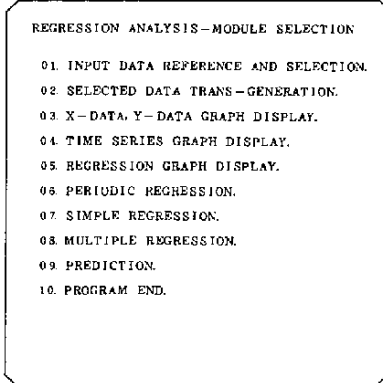 REGRESSION ANALYSIS-MODULE SELECTION
01. INPUT DATA REFERENCE AND SELECTION.
02. SELECTED DATA TRANS-GENERATION.
03. X-DATA, Y-DATA GRAPH DISPLAY.
04. TIME SERIES GRAPH DISPLAY.
05. REGRESSION GRAPH DISPLAY.
06. PERIODIC REGRESSION.
07. SIMPLE REGRESSION.
08. MULTIPLE REGRESSION.
09. PREDICTION.
10. PROGRAM END.